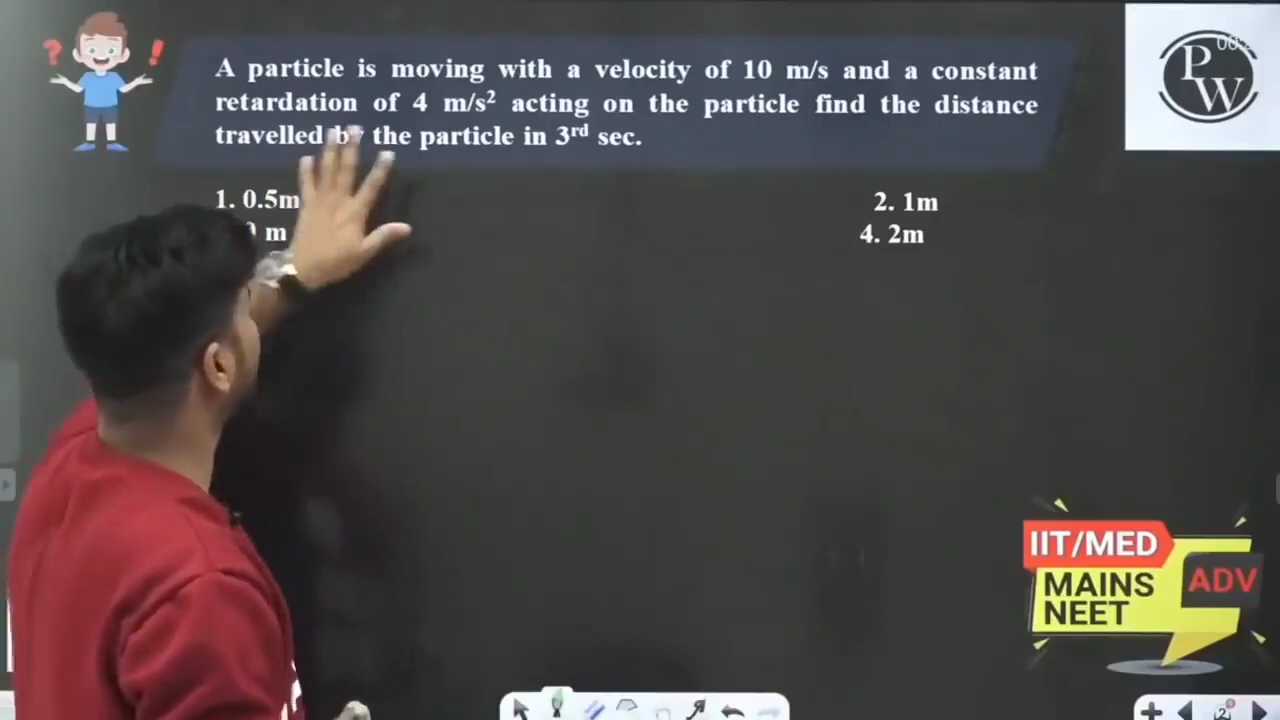 A particle is moving with a velocity of 10 m/s and a constant
retardation of 4 m/s² acting on the particle find the distance
travelled by the particle in 3rd sec.
1. 0.5m
2. 1m
m
4. 2m
PW
IIT/MED
MAINS
NEET
ADV